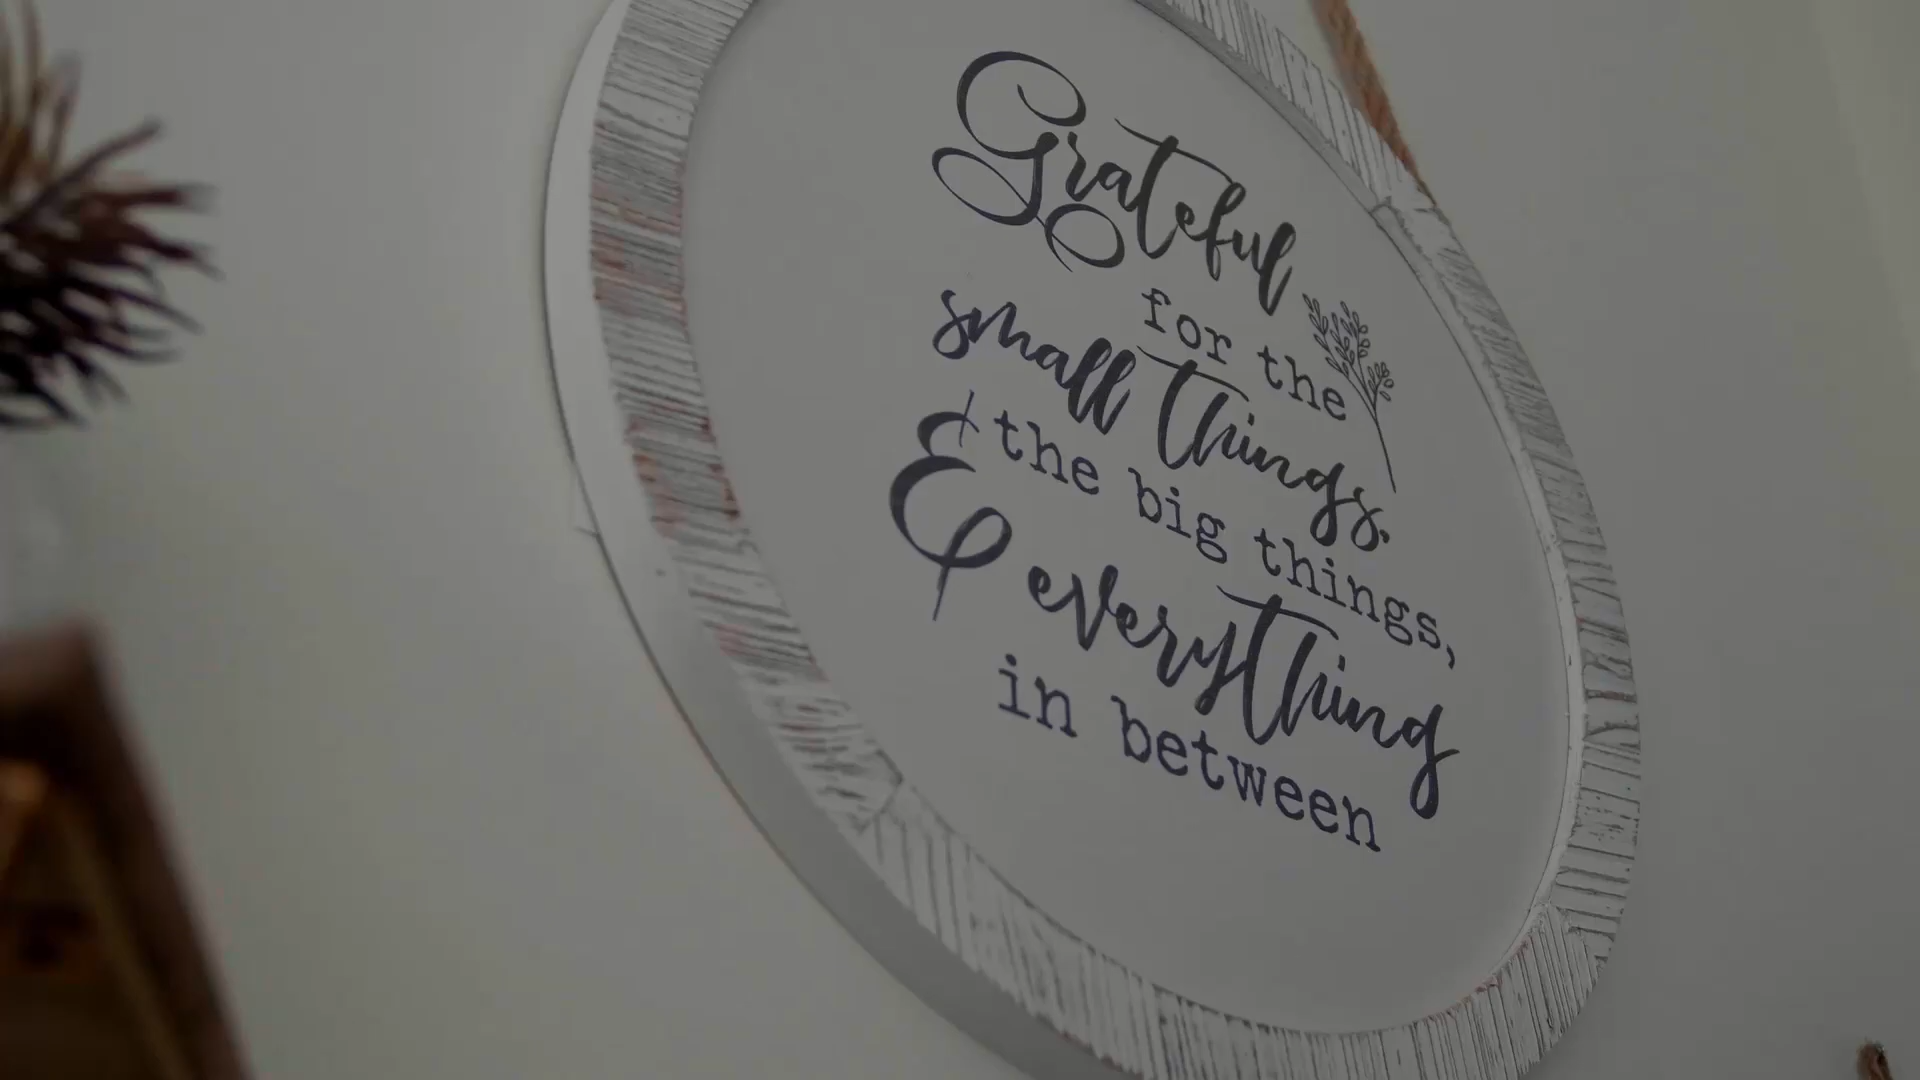 Grateful
for the
small things,
the big things,
& everything
in between